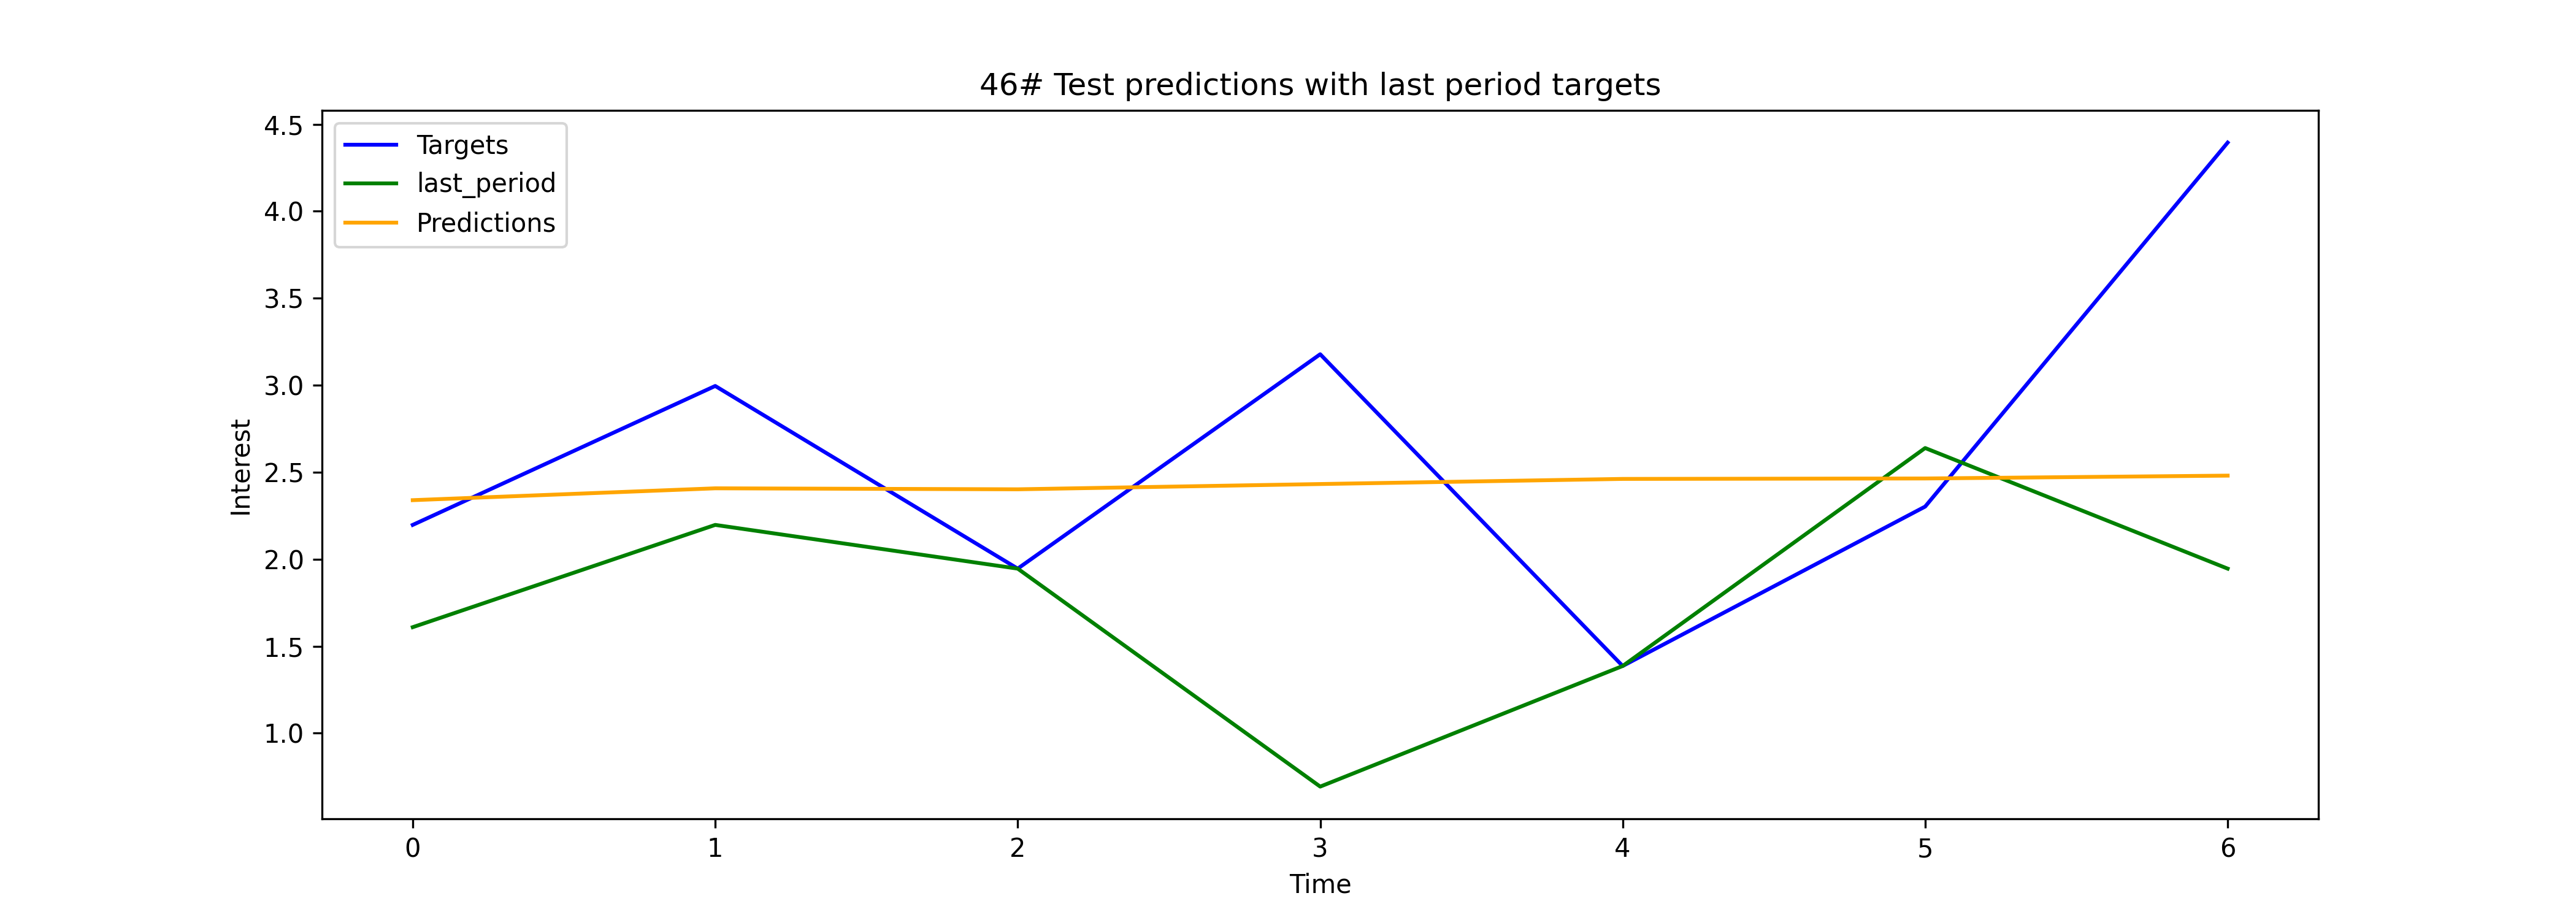 46# Test predictions with last period targets
4.5
4.0
3.5
3.0
2.5
2.0
1.5
1.0
Interest
Targets
last_period
Predictions
0 1 2 3 4 5 6
Time